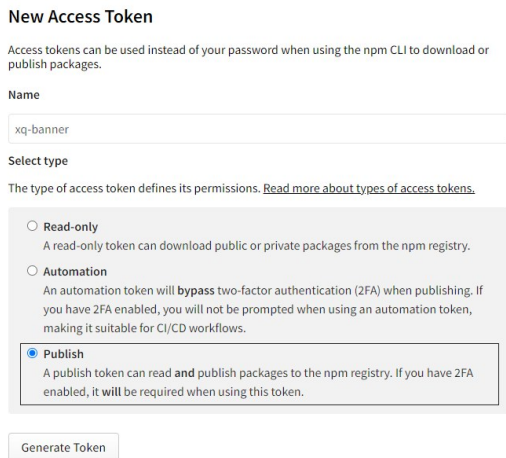 New Access Token
Access tokens can be used instead of your password when using the npm CLI to download or
publish packages.
Name
xq-banner
Select type
The type of access token defines its permissions. Read more about types of access tokens.
Read-only
A read-only token can download public or private packages from the npm registry.
Automation
An automation token will bypass two-factor authentication (2FA) when publishing. If
you have 2FA enabled, you will not be prompted when using an automation token,
making it suitable for CI/CD workflows.
Publish
A publish token can read and publish packages to the npm registry. If you have 2FA
enabled, it will be required when using this token.
Generate Token